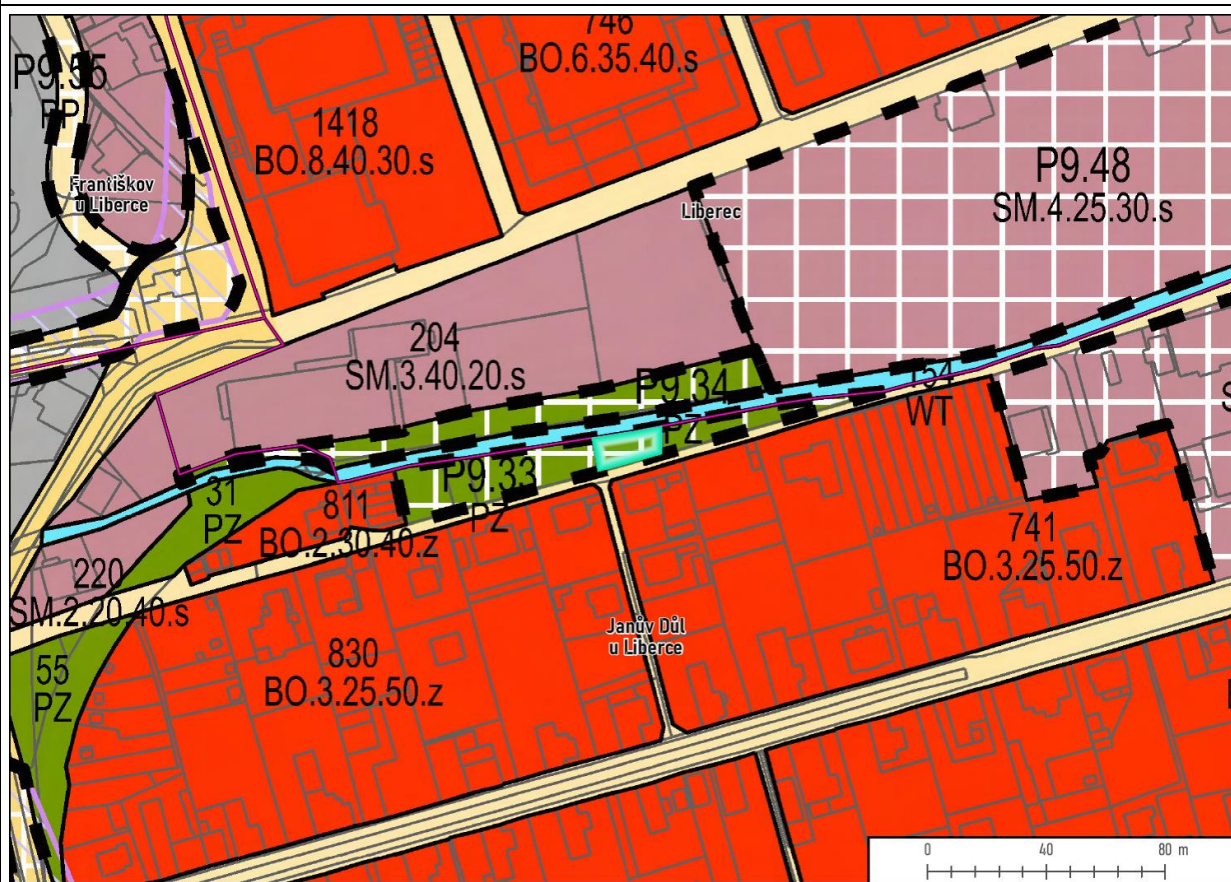 746
BO.6.35.40.s
P9.55
1418
BO.8.40.30.s
P9.48
SM.4.25.30.s
Františkov
u Liberce
Liberec
204
SM.3.40.20.s
P9.34
PZ
154
WT
P9.33
PZ
31
PZ
811
BO.2.30.40.z
741
BO.3.25.50.z
220
SM.2.20.40.s
Janův Důl
u Liberce
830
BO.3.25.50.z
55
PZ
0 40 80 m